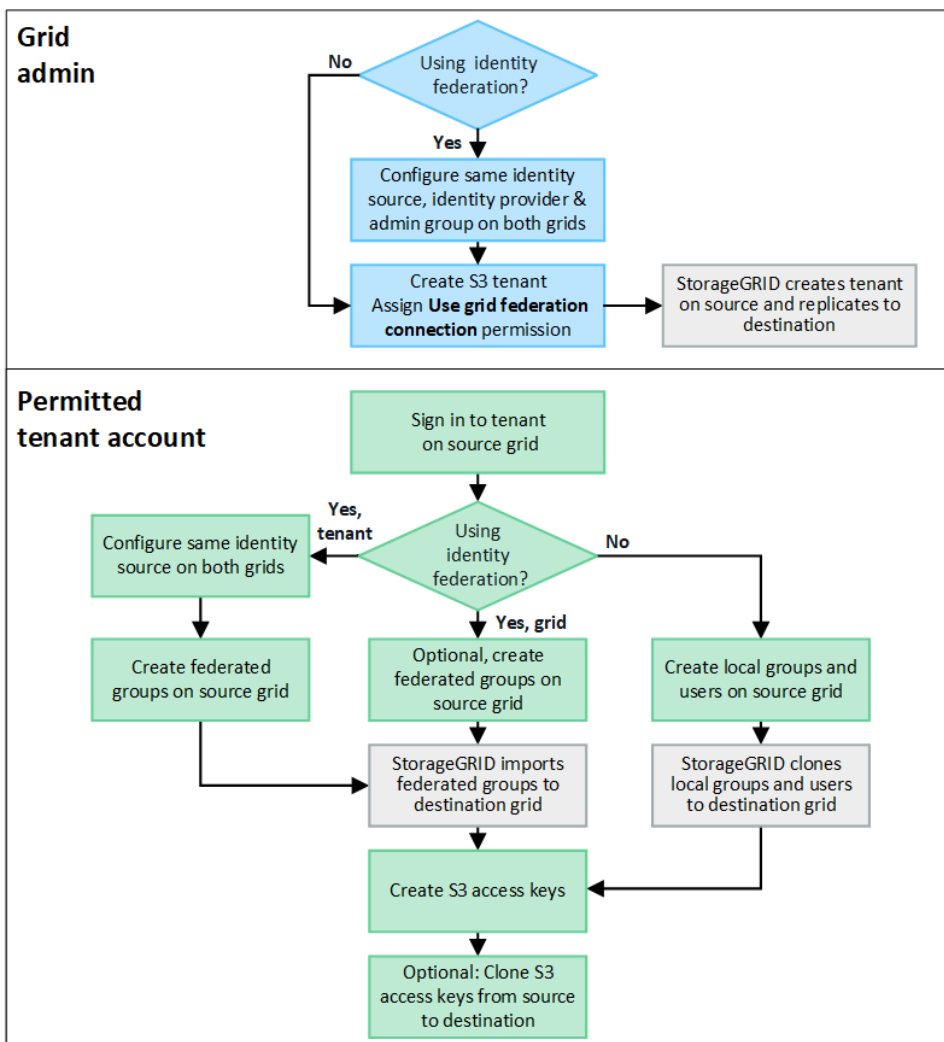 Grid
admin
No
Using identity
federation?
Yes
Configure same identity
source, identity provider &
admin group on both grids
Create S3 tenant
Assign Use grid federation
connection permission
StorageGRID creates tenant
on source and replicates to
destination
Permitted
tenant account
Sign in to tenant
on source grid
Yes,
tenant
Using
identity
federation?
No
Configure same identity
source on both grids
Yes, grid
Create federated
groups on source grid
Optional, create
federated groups on
source grid
Create local groups and
users on source grid
StorageGRID imports
federated groups to
destination grid
StorageGRID clones
local groups and users
to destination grid
Create S3 access keys
Optional: Clone S3
access keys from source
to destination